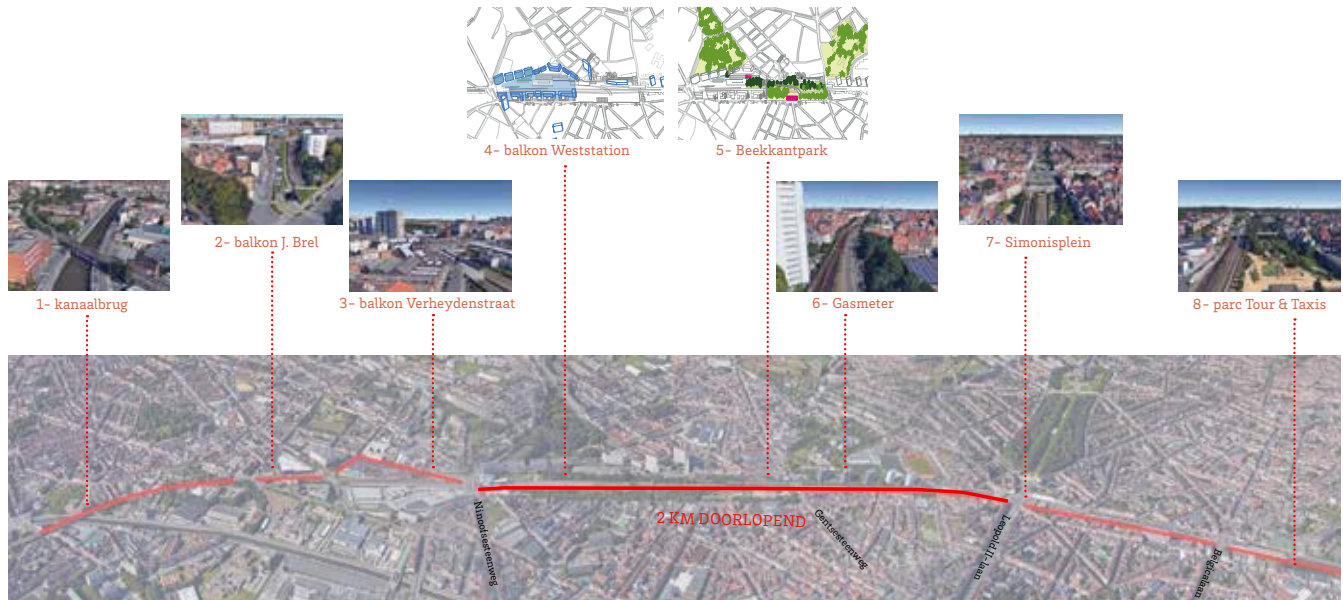 4- balkon Weststation
5- Beekkantpark
2- balkon J. Brel
7- Simonisplein
1- kanaalbrug
3- balkon Verheydenstraat
6- Gasmeter
8- parc Tour & Taxis
2 KM DOORLOPEND
Ninoofsesteenweg
Gentsesteenweg
Leopold II-laan
Belgicalaan